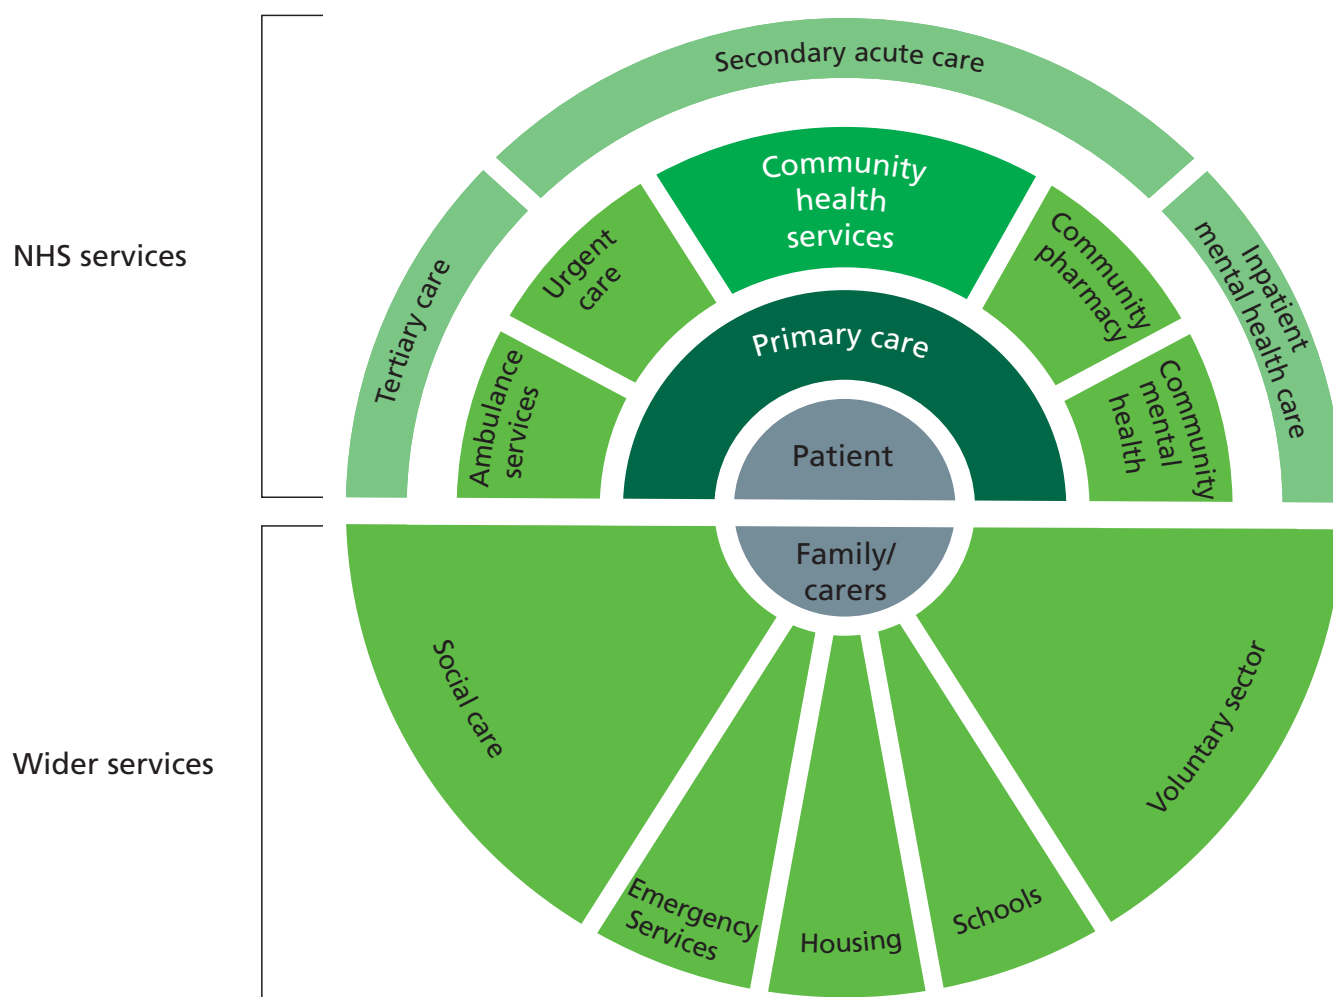 Secondary acute care
Community
health
services
NHS services
Urgent
care
Community
pharmacy
Tertiary care
Inpatient
mental health care
Primary care
Ambulance
services
Community
mental
health
Patient
Family/
carers
Wider services
Social care
Voluntary sector
Emergency
Services
Housing
Schools